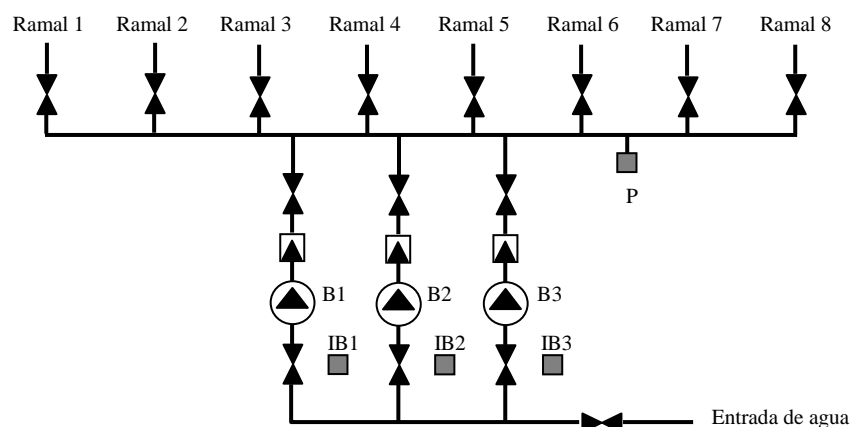 Ramal 1 Ramal 2 Ramal 3 Ramal 4 Ramal 5 Ramal 6 Ramal 7 Ramal 8
P
B1 B2 B3
IB1 IB2 IB3
Entrada de agua